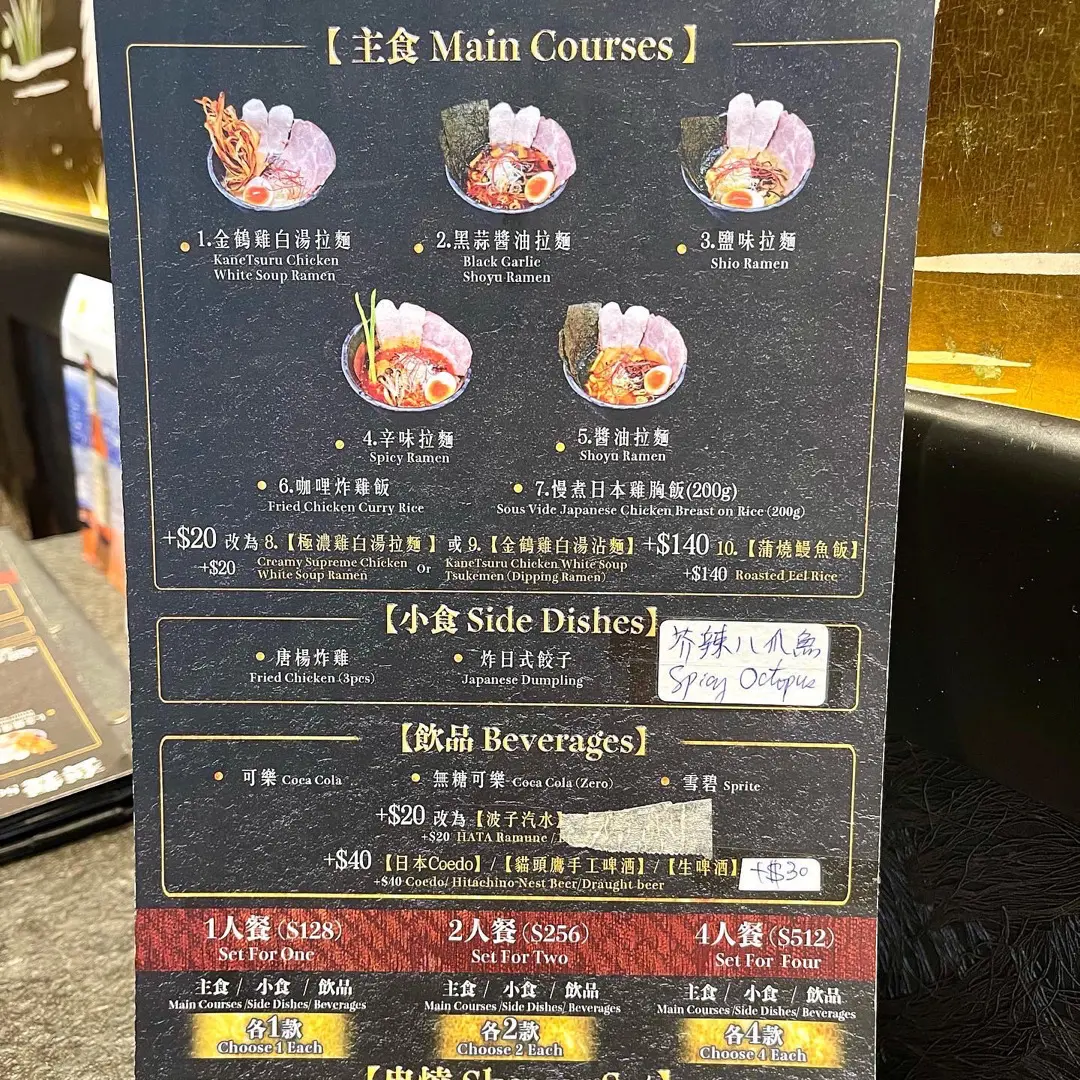 【主食 Main Courses】
1.金鶴雞白湯拉麵
KaneTsuru Chicken
White Soup Ramen
2.黑蒜醬油拉麵
Black Garlic
Shoyu Ramen
3.鹽味拉麵
Shio Ramen
4.辛味拉麵
Spicy Ramen
5.醬油拉麵
Shoyu Ramen
6.咖哩炸雞飯
Fried Chicken Curry Rice
7.慢煮日本雞胸飯(200g)
Sous Vide Japanese Chicken Breast on Rice (200g)
+$20 改為 8.【極濃雞白湯拉麵】或 9.【金鶴雞白湯沾麵】+$140 10.【蒲燒鰻魚飯】
+$20 Creamy Supreme Chicken
White Soup Ramen
or
KaneTsuru Chicken White Soup
Tsukemen (Dipping Ramen)
+$140 Roasted Eel Rice
【小食 Side Dishes】
唐楊炸雞
Fried Chicken (3pcs)
炸日式餃子
Japanese Dumpling
芥辣八爪魚
Spicy Octopus
【飲品 Beverages】
可樂 Coca Cola
無糖可樂 Coca Cola (Zero)
雪碧 Sprite
+$20 改為【波子汽水】
+$20 HATA Ramune /
+$40【日本Coedo】/【貓頭鷹手工啤酒】/【生啤酒】 +$30
+$40 Coedo/ Hitachino Nest Beer/Draught beer
1人餐 ($128)
Set For One
主食 / 小食 / 飲品
Main Courses /Side Dishes/ Beverages
各1款
Choose 1 Each
2人餐 ($256)
Set For Two
主食 / 小食 / 飲品
Main Courses /Side Dishes/ Beverages
各2款
Choose 2 Each
4人餐 ($512)
Set For Four
主食 / 小食 / 飲品
Main Courses /Side Dishes/ Beverages
各4款
Choose 4 Each